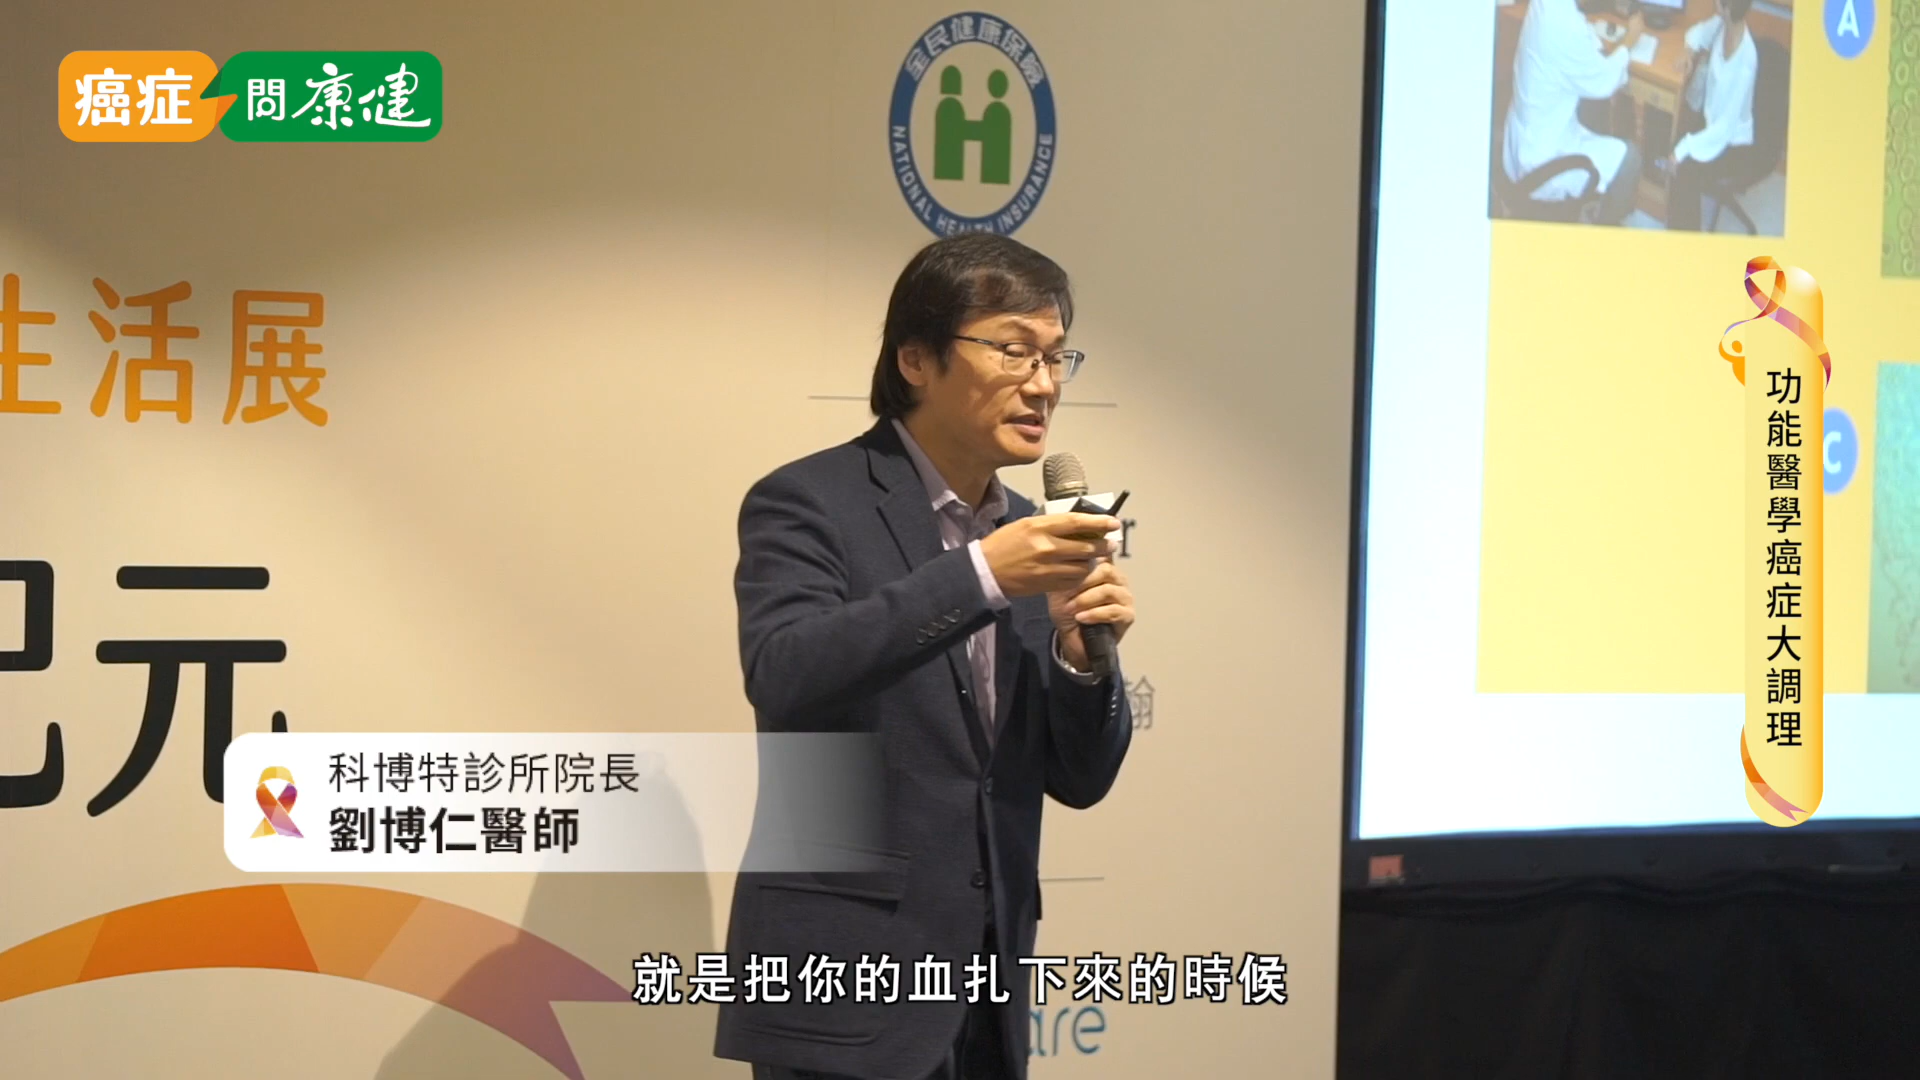 癌症問康健
全民健康保險
NATIONAL HEALTH INSURANCE
A
生活展
C
功能醫學癌症大調理
r
元
科博特診所院長
劉博仁醫師
就是把你的血扎下來的時候
are